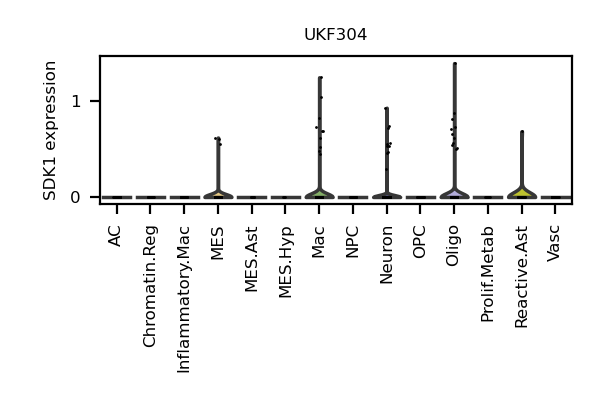 UKF304
SDK1 expression
1
0
AC
Chromatin.Reg
Inflammatory.Mac
MES
MES.Ast
MES.Hyp
Mac
NPC
Neuron
OPC
Oligo
Prolif.Metab
Reactive.Ast
Vasc